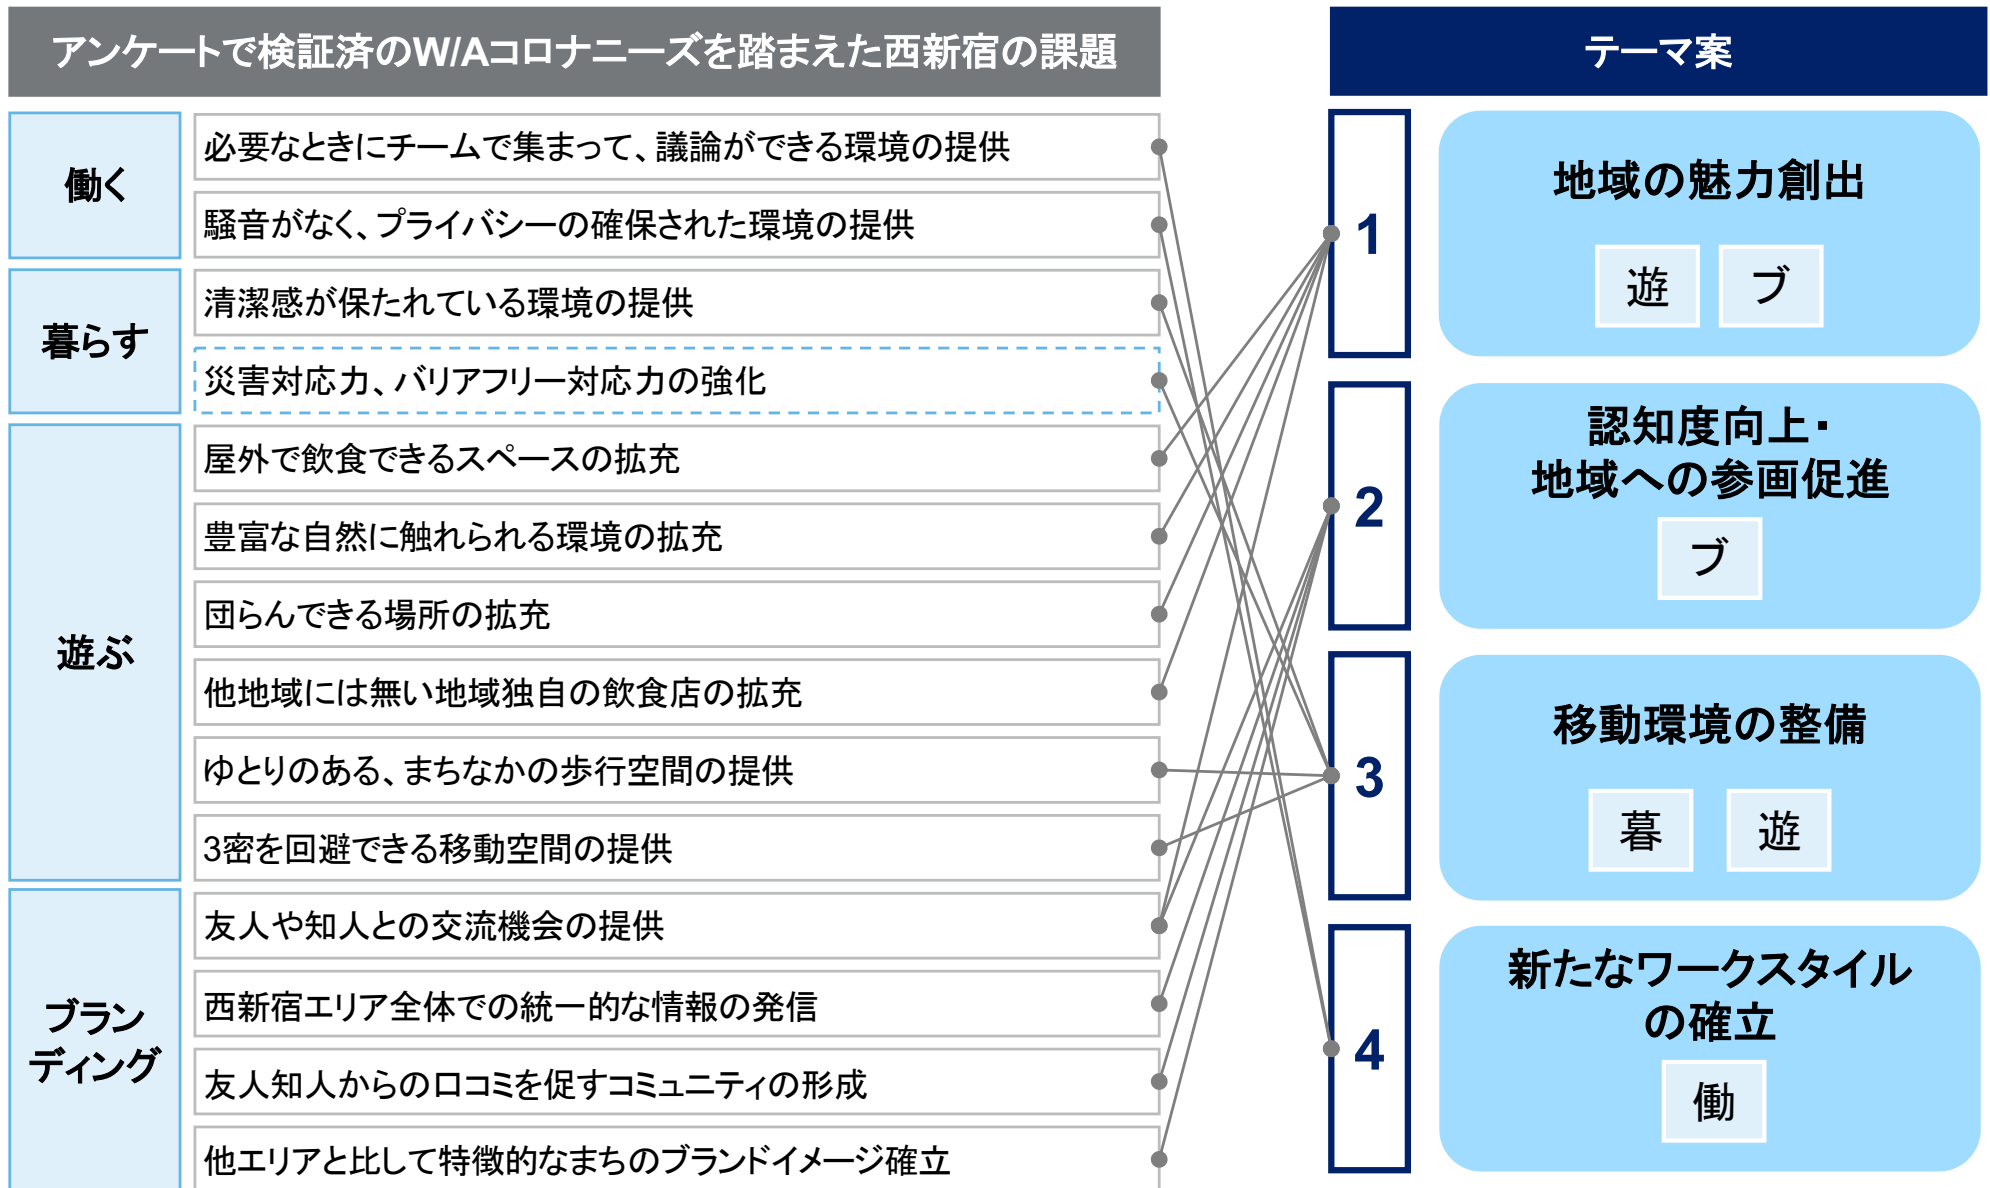 アンケートで検証済のW/Aコロナニーズを踏まえた西新宿の課題
働く
必要なときにチームで集まって、議論ができる環境の提供
騒音がなく、プライバシーの確保された環境の提供
暮らす
清潔感が保たれている環境の提供
災害対応力、バリアフリー対応力の強化
遊ぶ
屋外で飲食できるスペースの拡充
豊富な自然に触れられる環境の拡充
団らんできる場所の拡充
他地域には無い地域独自の飲食店の拡充
ゆとりのある、まちなかの歩行空間の提供
3密を回避できる移動空間の提供
ブラン
ディング
友人や知人との交流機会の提供
西新宿エリア全体での統一的な情報の発信
友人知人からの口コミを促すコミュニティの形成
他エリアと比して特徴的なまちのブランドイメージ確立
テーマ案
1
地域の魅力創出
遊 ブ
2
認知度向上・
地域への参画促進
ブ
3
移動環境の整備
暮 遊
4
新たなワークスタイル
の確立
働